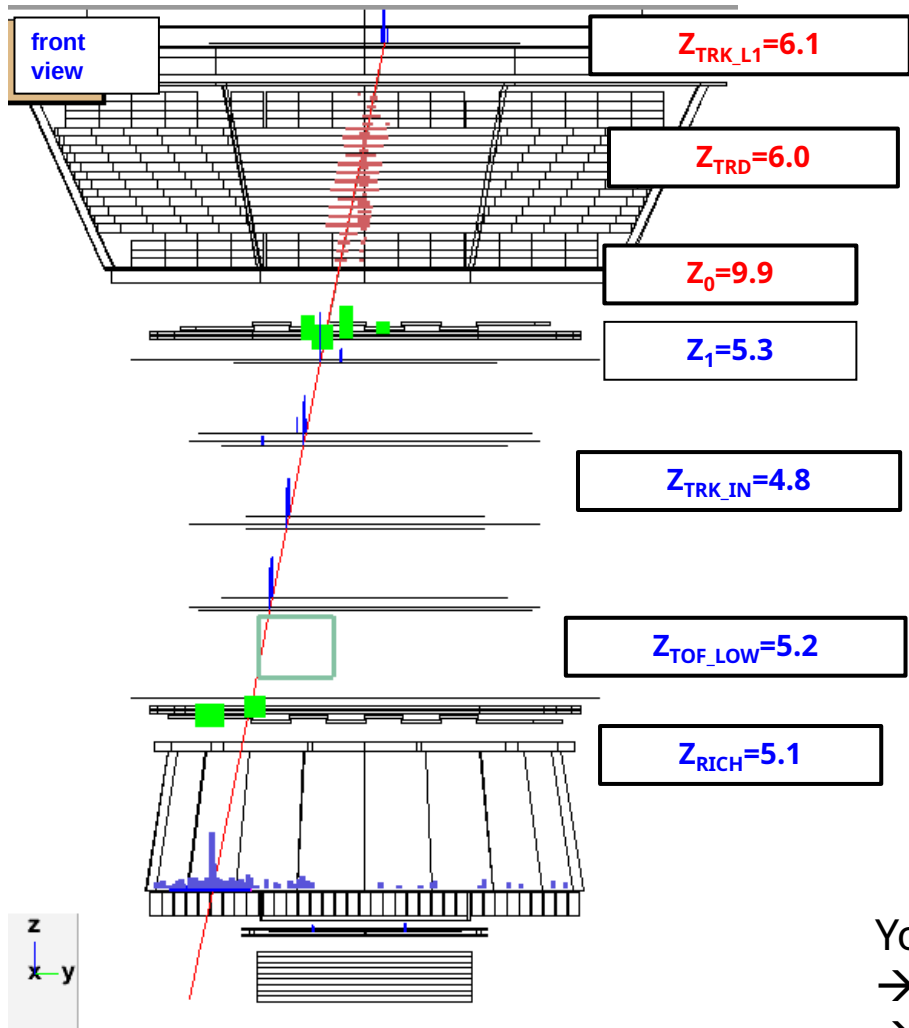 front
view
Z_TRK_L1=6.1
Z_TRD=6.0
Z_0=9.9
Z_1=5.3
Z_TRK_IN=4.8
Z_TOF_LOW=5.2
Z_RICH=5.1
z
x y
Yo
→